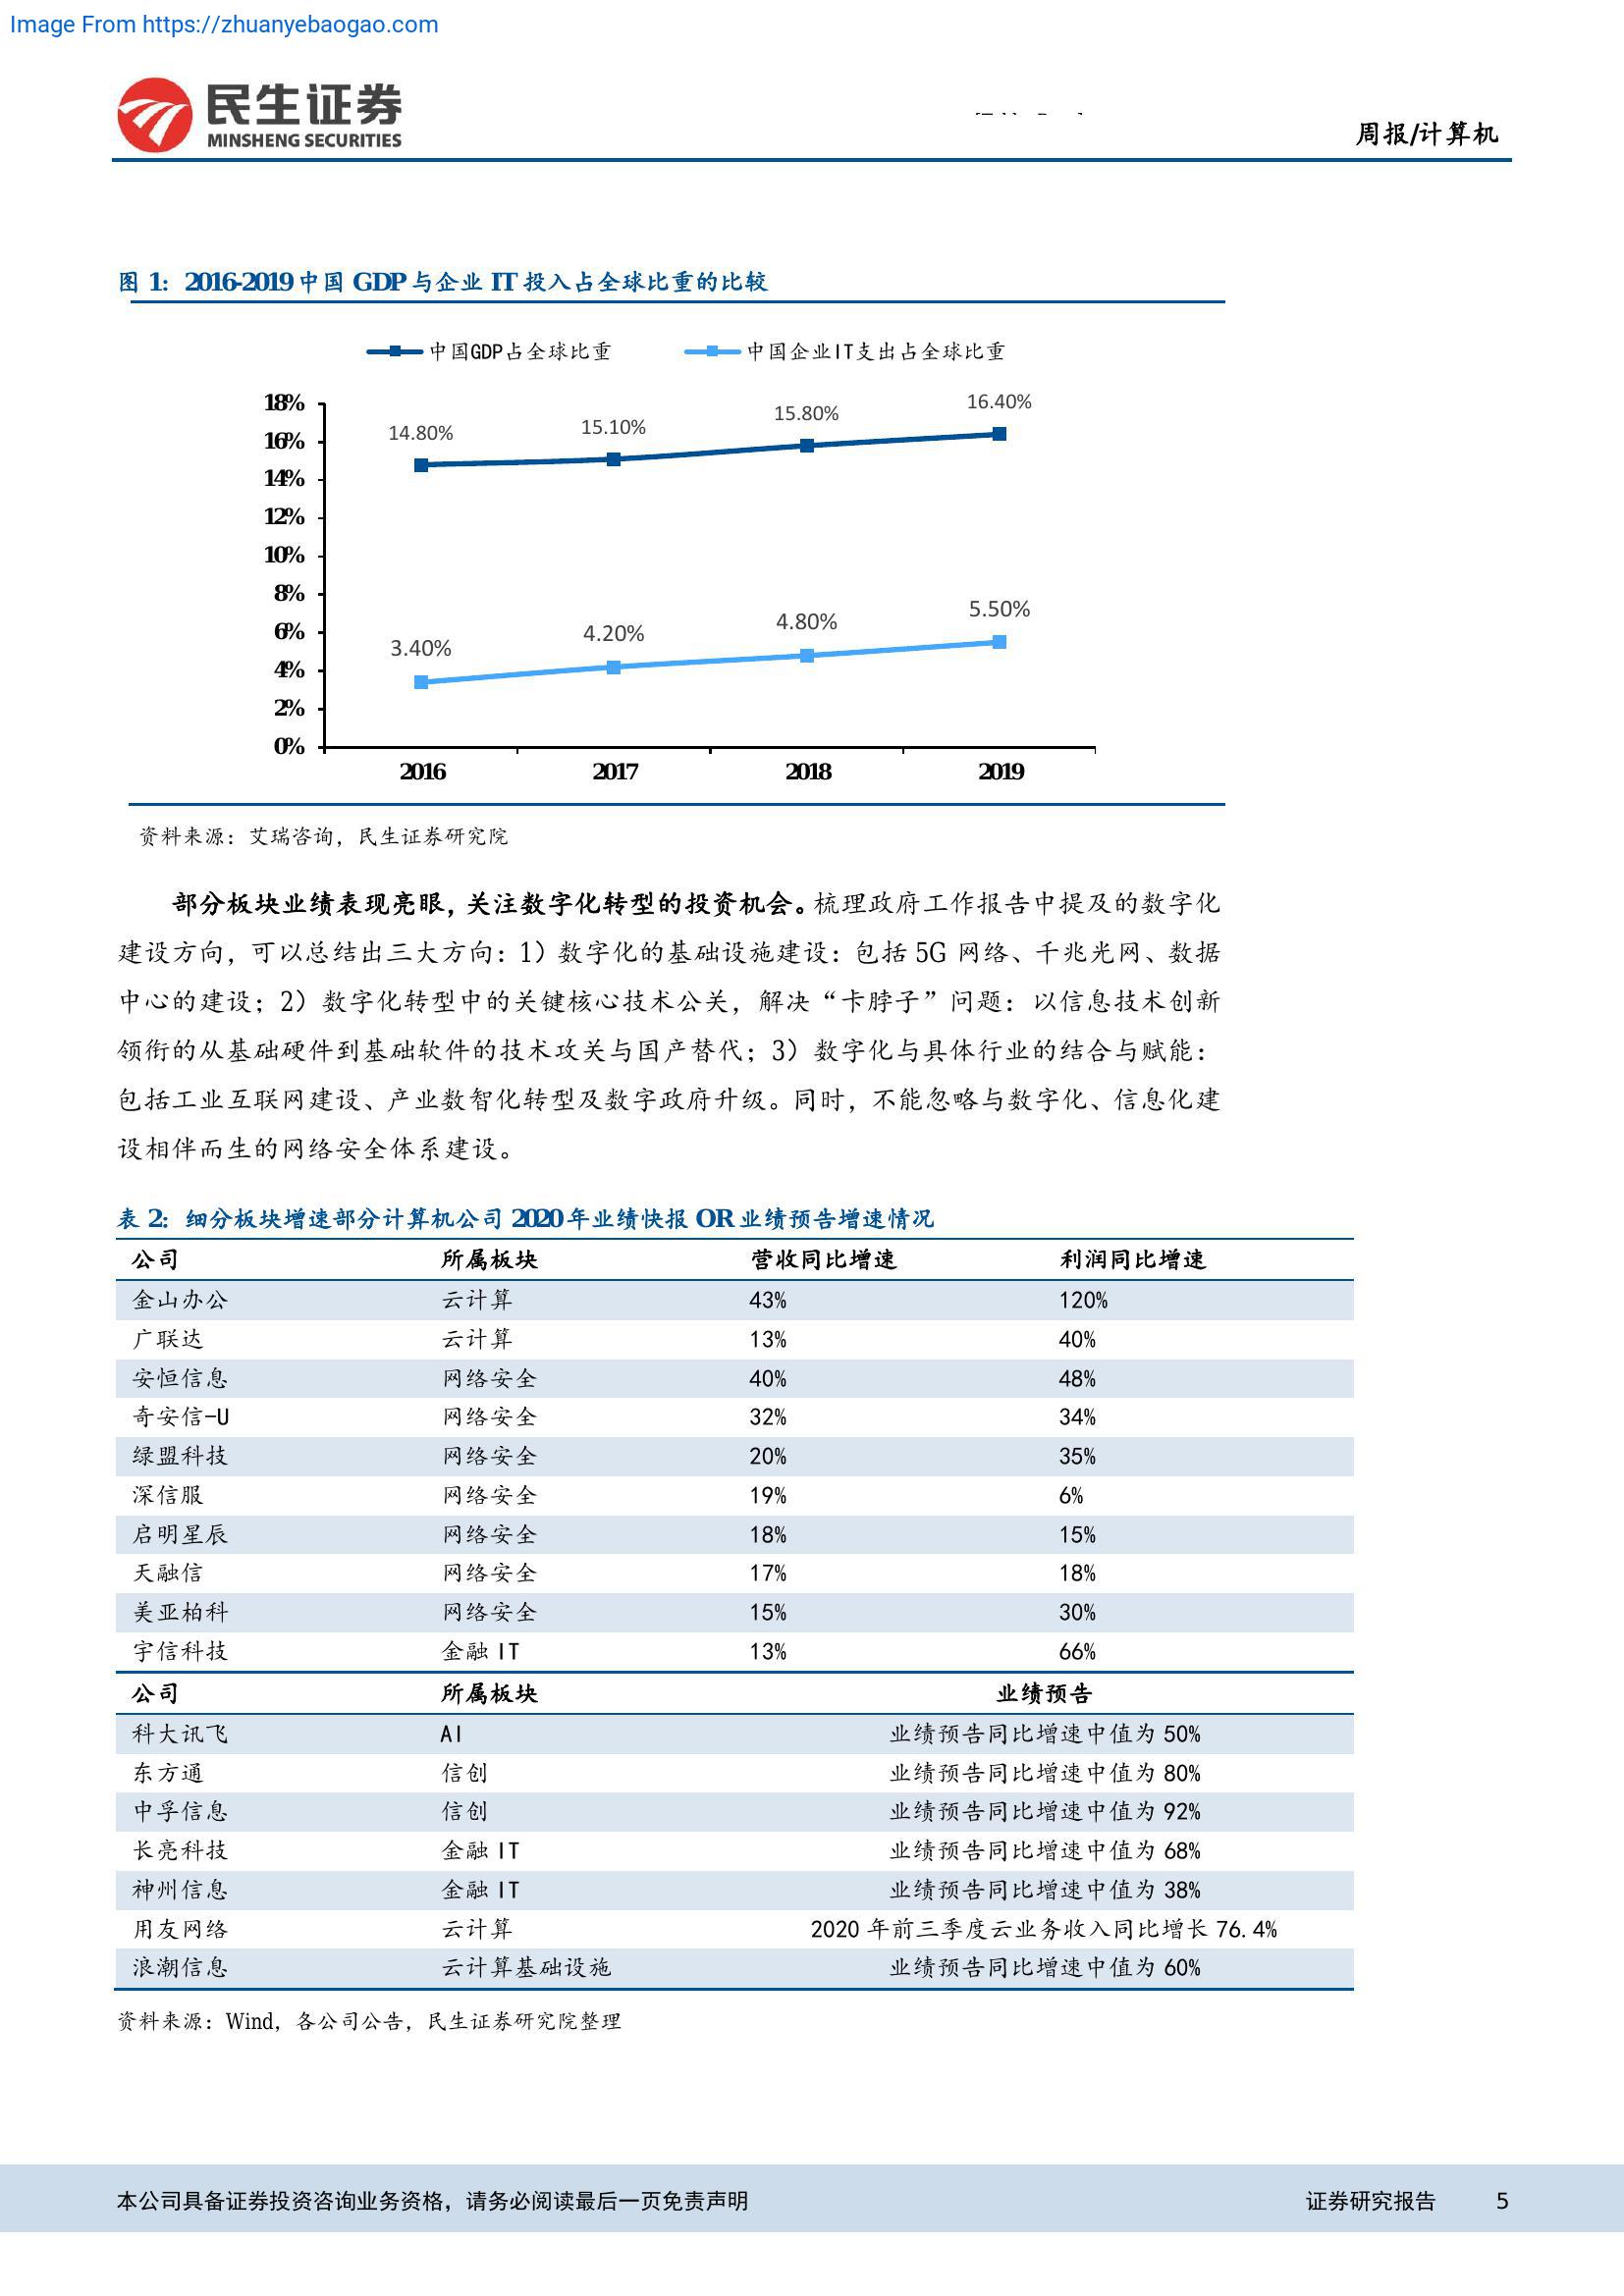 Image From https://zhuanyebaogao.com
民生证券
MINSHENG SECURITIES
周报/计算机
图 1：2016-2019 中国 GDP 与企业 IT 投入占全球比重的比较
中国GDP占全球比重 中国企业IT支出占全球比重
18%
16%
14%
12%
10%
8%
6%
4%
2%
0%
14.80% 15.10% 15.80% 16.40%
3.40% 4.20% 4.80% 5.50%
2016 2017 2018 2019
资料来源：艾瑞咨询，民生证券研究院
部分板块业绩表现亮眼，关注数字化转型的投资机会。梳理政府工作报告中提及的数字化
建设方向，可以总结出三大方向：1）数字化的基础设施建设：包括 5G 网络、千兆光网、数据
中心的建设；2）数字化转型中的关键核心技术公关，解决“卡脖子”问题：以信息技术创新
领衔的从基础硬件到基础软件的技术攻关与国产替代；3）数字化与具体行业的结合与赋能：
包括工业互联网建设、产业数智化转型及数字政府升级。同时，不能忽略与数字化、信息化建
设相伴而生的网络安全体系建设。
表 2：细分板块增速部分计算机公司 2020 年业绩快报 OR 业绩预告增速情况
公司 所属板块 营收同比增速 利润同比增速
金山办公 云计算 43% 120%
广联达 云计算 13% 40%
安恒信息 网络安全 40% 48%
奇安信-U 网络安全 32% 34%
绿盟科技 网络安全 20% 35%
深信服 网络安全 19% 6%
启明星辰 网络安全 18% 15%
天融信 网络安全 17% 18%
美亚柏科 网络安全 15% 30%
宇信科技 金融 IT 13% 66%
公司 所属板块 业绩预告
科大讯飞 AI 业绩预告同比增速中值为 50%
东方通 信创 业绩预告同比增速中值为 80%
中孚信息 信创 业绩预告同比增速中值为 92%
长亮科技 金融 IT 业绩预告同比增速中值为 68%
神州信息 金融 IT 业绩预告同比增速中值为 38%
用友网络 云计算 2020 年前三季度云业务收入同比增长 76.4%
浪潮信息 云计算基础设施 业绩预告同比增速中值为 60%
资料来源：Wind，各公司公告，民生证券研究院整理
本公司具备证券投资咨询业务资格，请务必阅读最后一页免责声明 证券研究报告 5